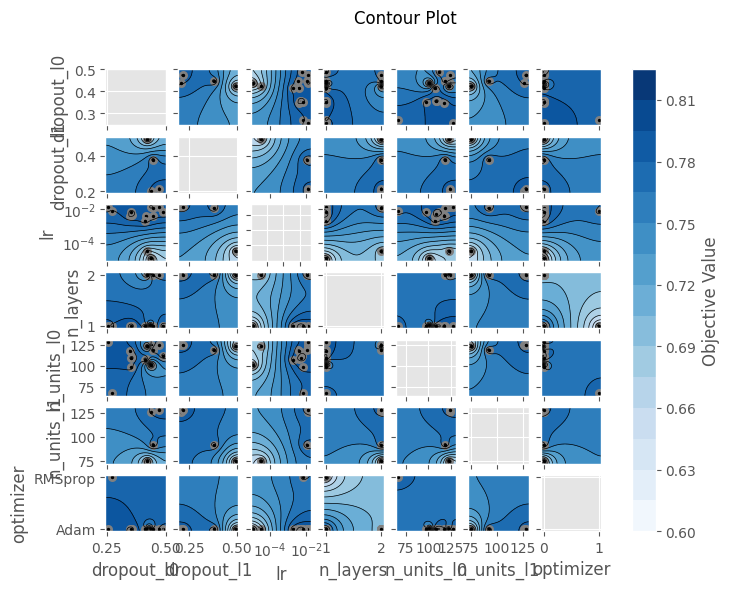 Contour Plot
dropout_l0
0.5
0.4
0.3
dropout_l1
0.4
0.2
lr
10⁻²
10⁻⁴
n_layers
2
1
n_units_l0
125
100
75
n_units_l1
125
100
75
optimizer
RMSprop
Adam
0.25 0.50 0.25 0.50 10⁻⁴ 10⁻² 1 2 75 100 125 75 100 125 0 1
dropout_l0 dropout_l1 lr n_layers n_units_l0 n_units_l1 optimizer
0.81
0.78
0.75
0.72
0.69
0.66
0.63
0.60
Objective Value